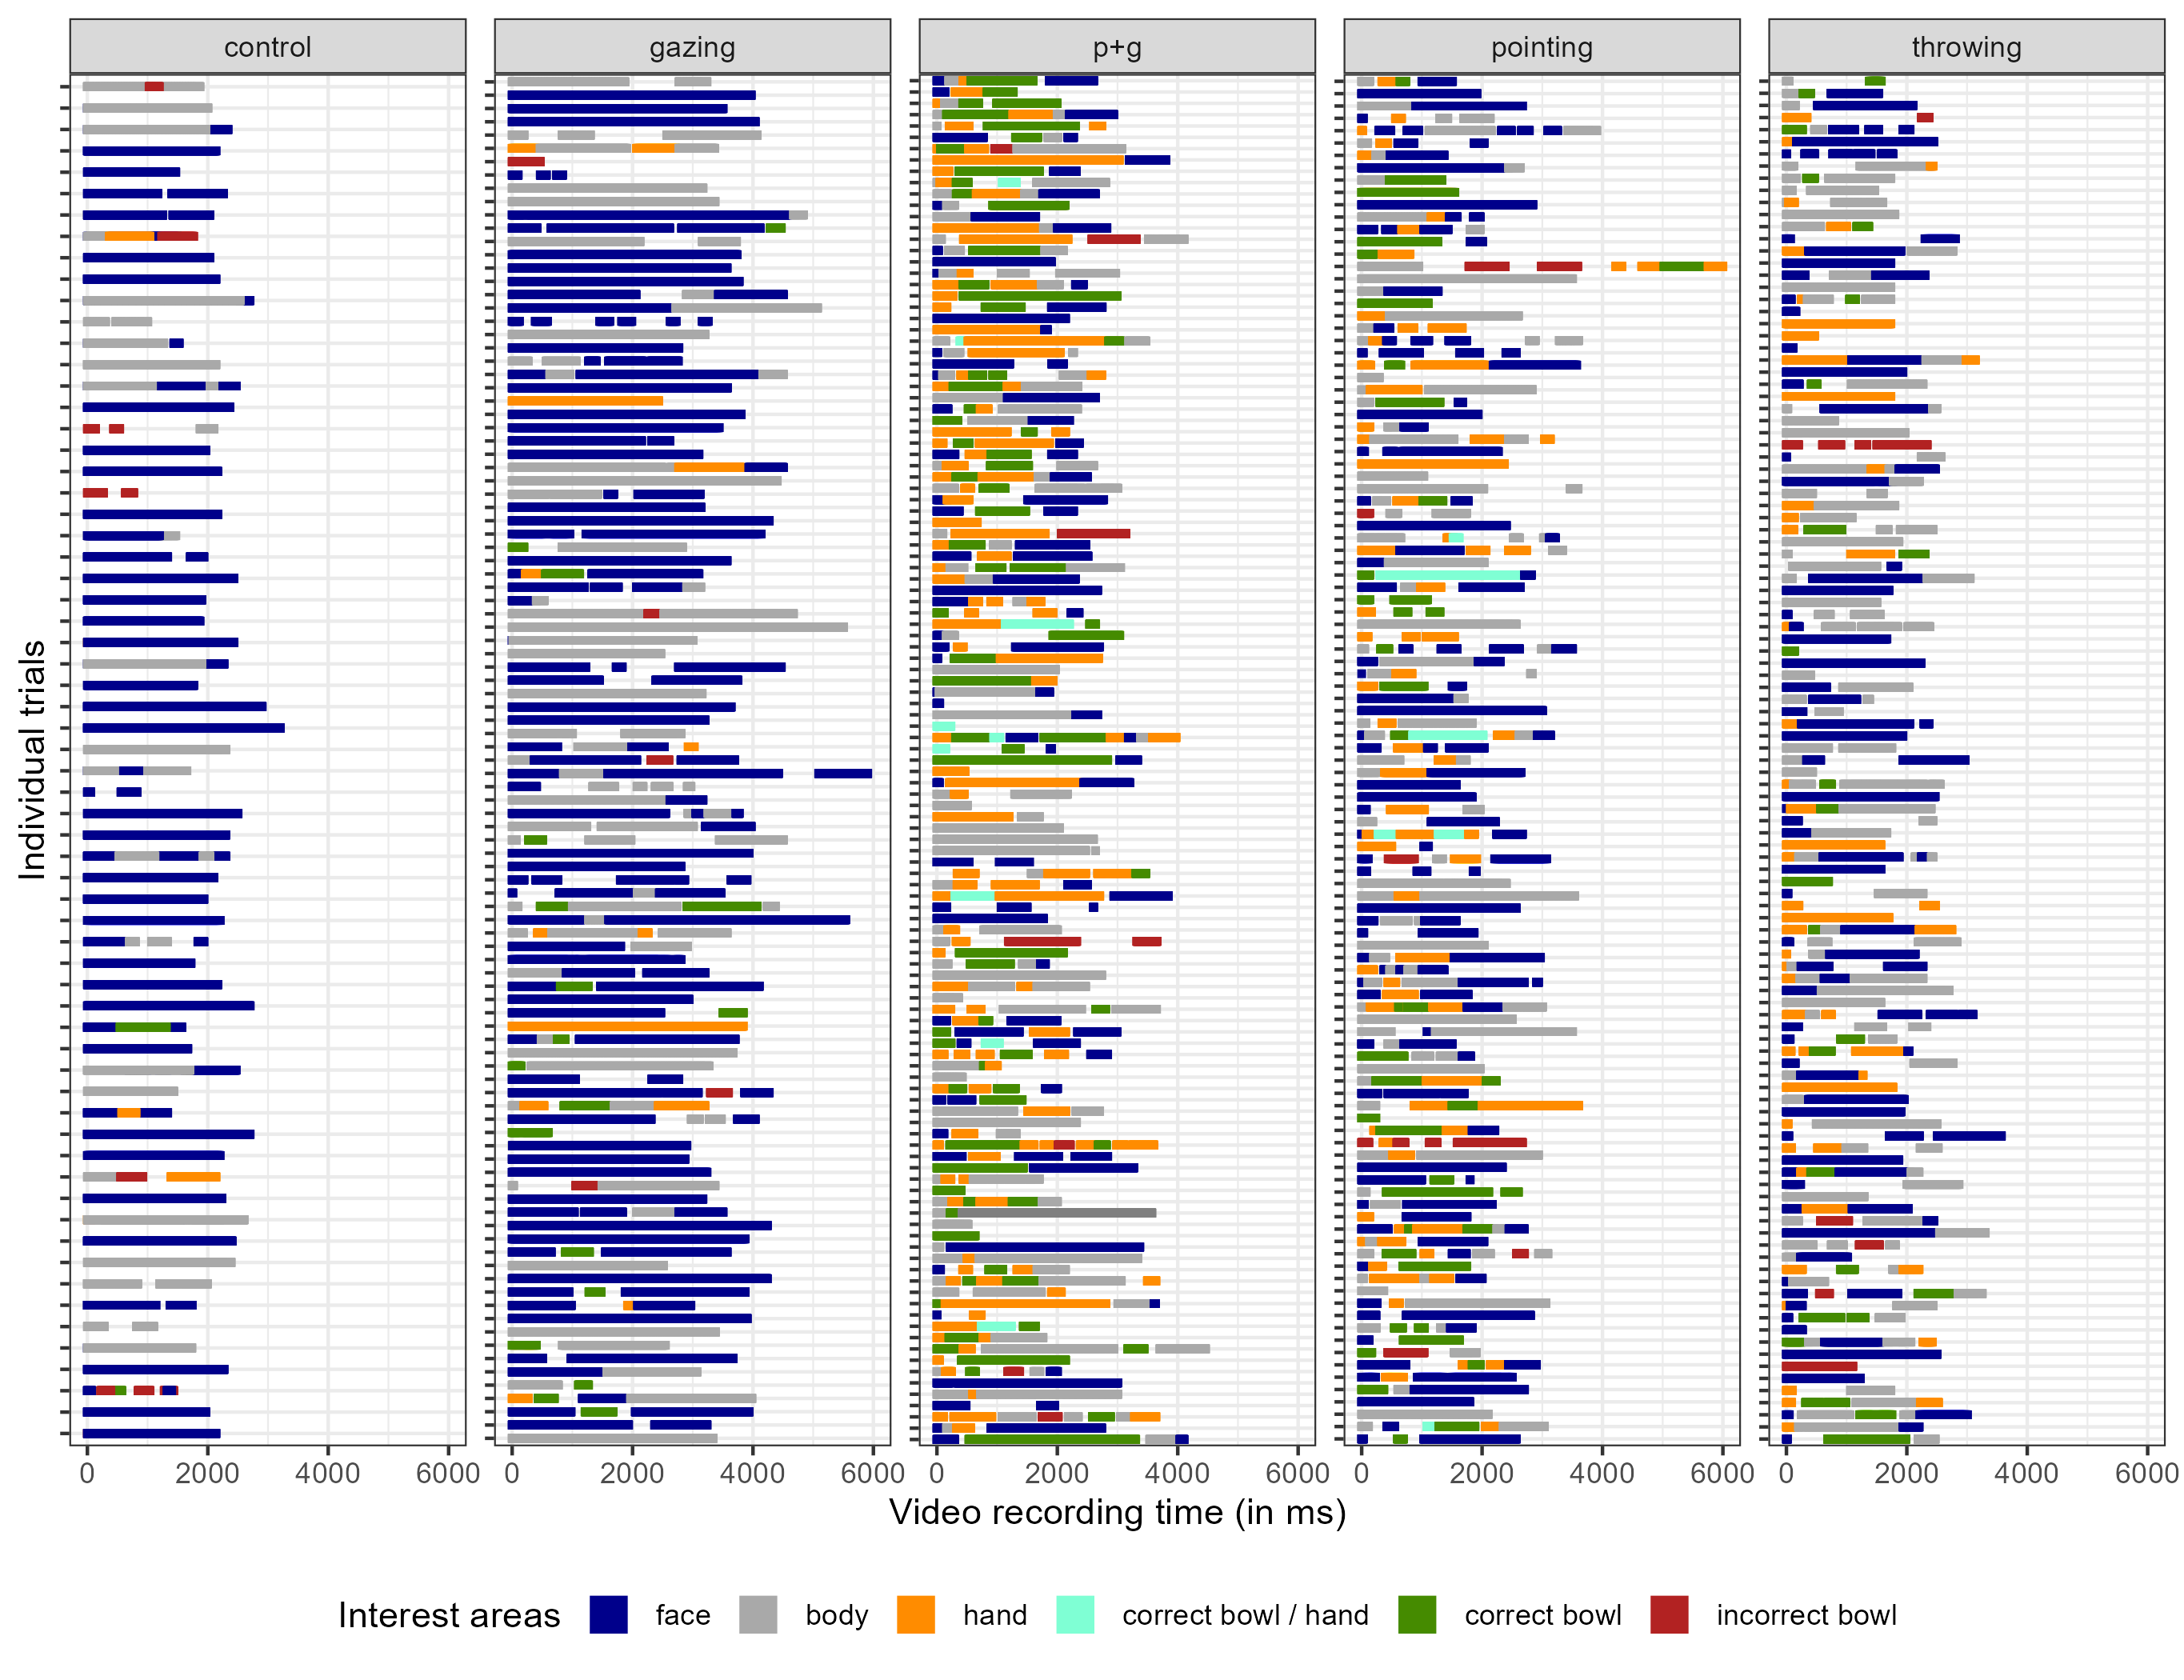 control gazing p+g pointing throwing
Individual trials
0 2000 4000 6000 0 2000 4000 6000 0 2000 4000 6000 0 2000 4000 6000 0 2000 4000 6000
Video recording time (in ms)
Interest areas face body hand correct bowl / hand correct bowl incorrect bowl